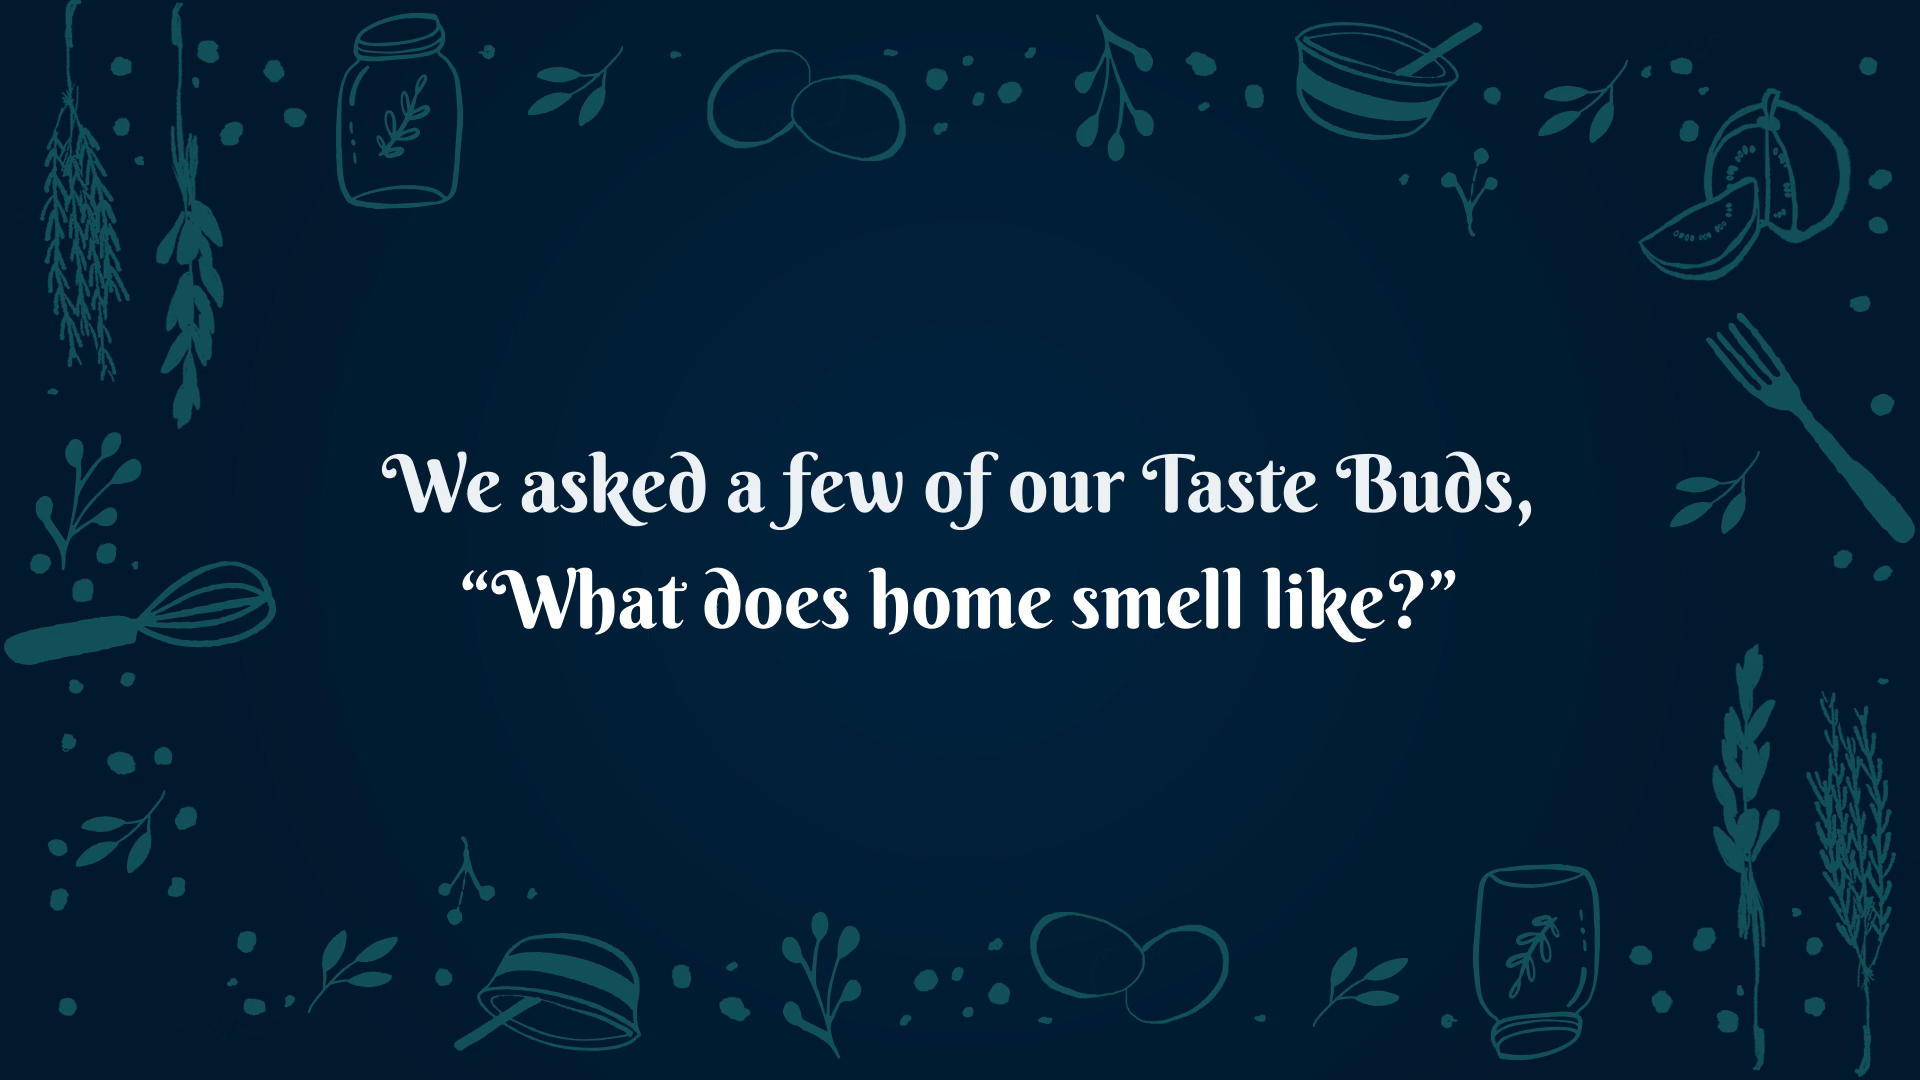 We asked a few of our Taste Buds,
“What does home smell like?”